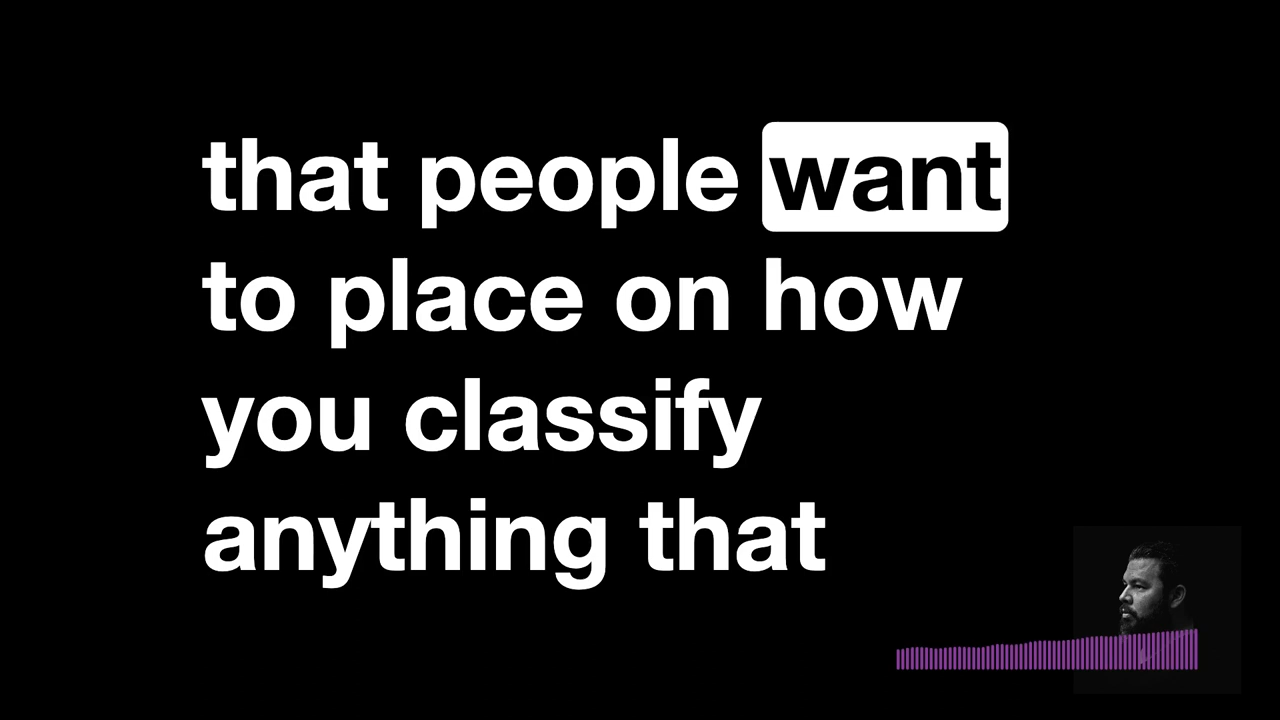 that people want
to place on how
you classify
anything that